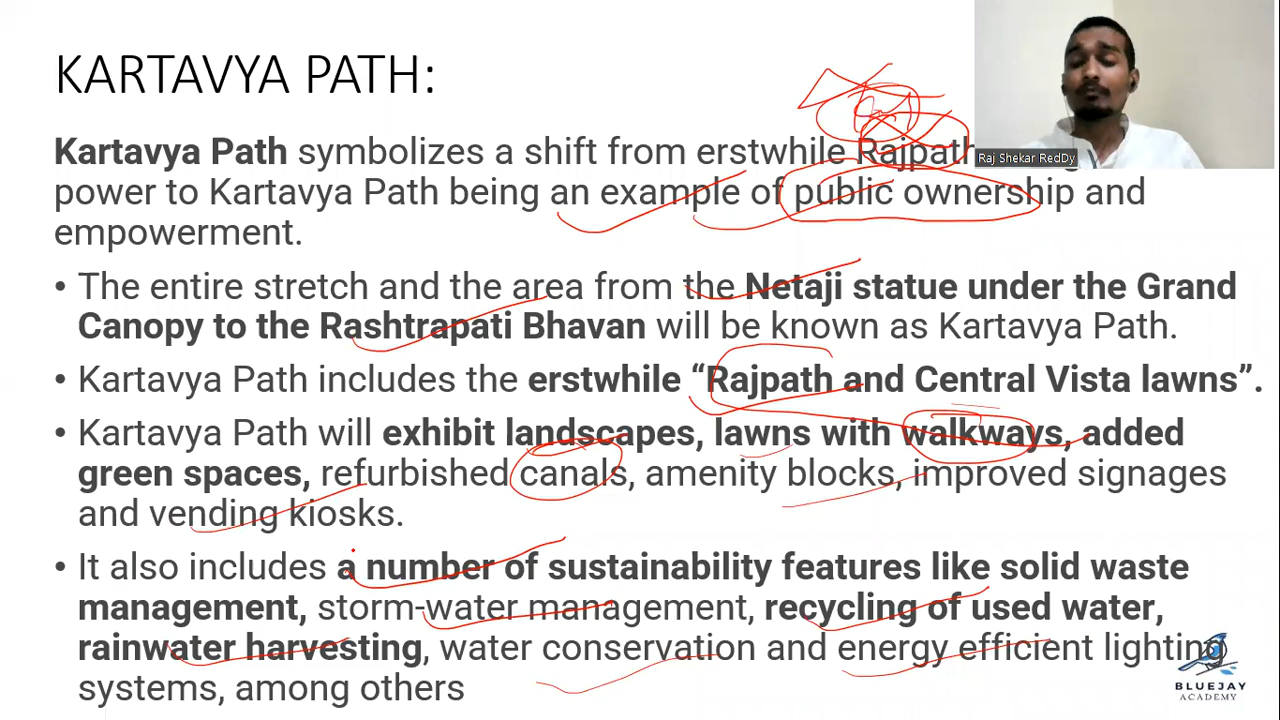 KARTAVYA PATH:
Kartavya Path symbolizes a shift from erstwhile Rajpath
power to Kartavya Path being an example of public ownership and
empowerment.
• The entire stretch and the area from the Netaji statue under the Grand
Canopy to the Rashtrapati Bhavan will be known as Kartavya Path.
• Kartavya Path includes the erstwhile “Rajpath and Central Vista lawns”.
• Kartavya Path will exhibit landscapes, lawns with walkways, added
green spaces, refurbished canals, amenity blocks, improved signages
and vending kiosks.
• It also includes a number of sustainability features like solid waste
management, storm-water management, recycling of used water,
rainwater harvesting, water conservation and energy efficient lighting
systems, among others
Raj Shekar RedDy
BLUEJAY
ACADEMY